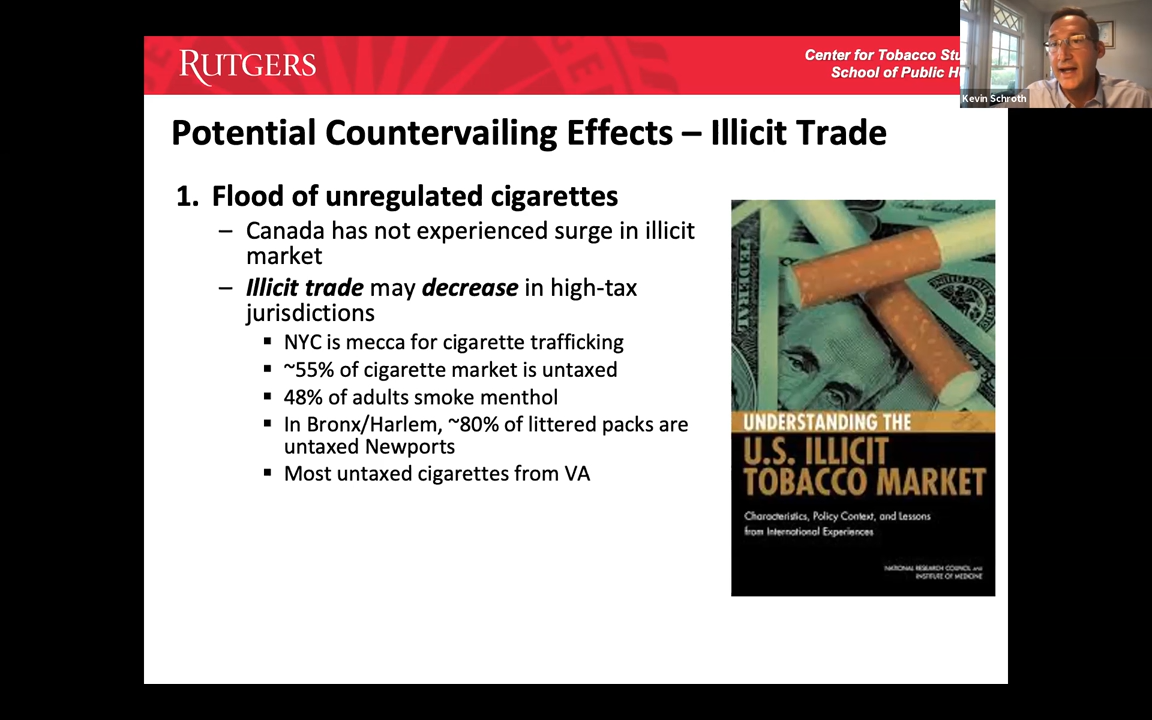 RUTGERS
Center for Tobacco
School of Public
Kevin Schroth
Potential Countervailing Effects – Illicit Trade
1. Flood of unregulated cigarettes
– Canada has not experienced surge in illicit
market
– Illicit trade may decrease in high-tax
jurisdictions
▪ NYC is mecca for cigarette trafficking
▪ ~55% of cigarette market is untaxed
▪ 48% of adults smoke menthol
▪ In Bronx/Harlem, ~80% of littered packs are
untaxed Newports
▪ Most untaxed cigarettes from VA
FEDERAL
UNDERSTANDING THE
U.S. ILLICIT
TOBACCO MARKET
Characteristics, Policy Context, and Lessons
from International Experiences
NATIONAL RESEARCH COUNCIL AND
INSTITUTE OF MEDICINE